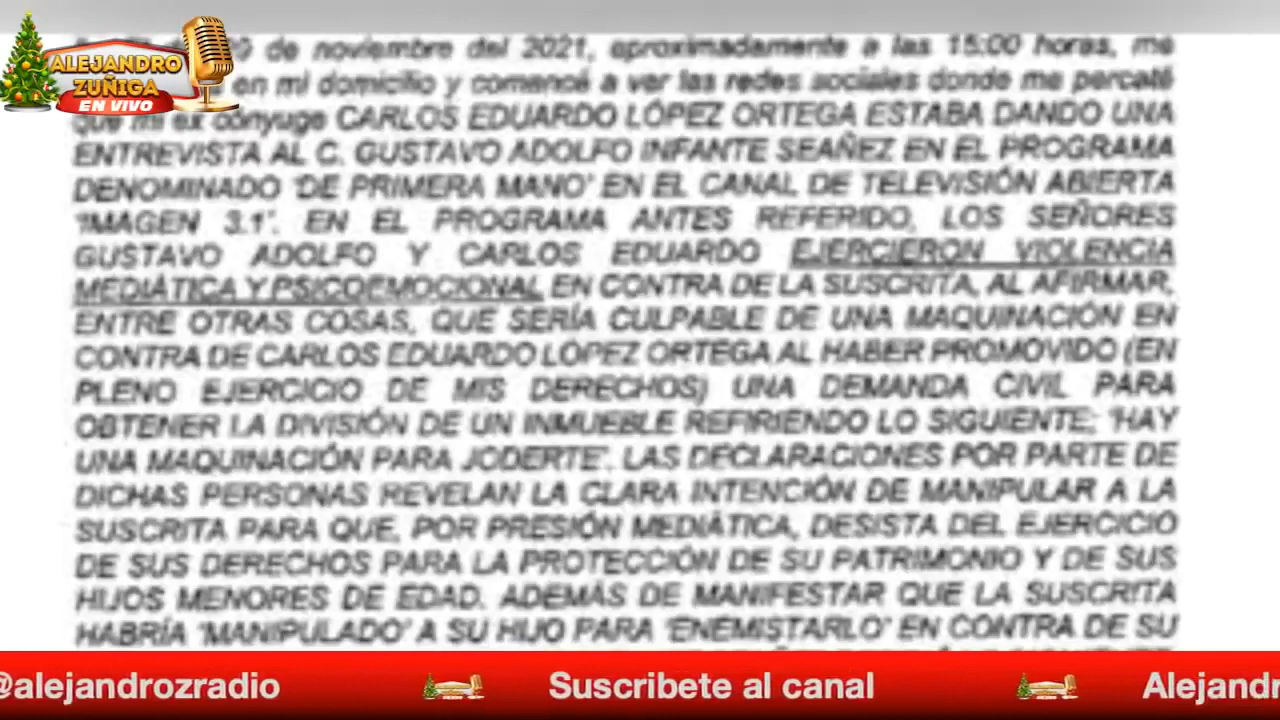 ALEJANDRO
ZUÑIGA
EN VIVO
de noviembre del 2021, aproximadamente a las 15:00 horas, me
en mi domicilio y comencé a ver las redes sociales donde me percaté
que mi ex cónyuge CARLOS EDUARDO LÓPEZ ORTEGA ESTABA DANDO UNA
ENTREVISTA AL C. GUSTAVO ADOLFO INFANTE SEAÑEZ EN EL PROGRAMA
DENOMINADO "DE PRIMERA MANO" EN EL CANAL DE TELEVISIÓN ABIERTA
"IMAGEN 3.1". EN EL PROGRAMA ANTES REFERIDO, LOS SEÑORES
GUSTAVO ADOLFO Y CARLOS EDUARDO EJERCIERON VIOLENCIA
MEDIÁTICA Y PSICOEMOCIONAL EN CONTRA DE LA SUSCRITA, AL AFIRMAR,
ENTRE OTRAS COSAS, QUE SERÍA CULPABLE DE UNA MAQUINACIÓN EN
CONTRA DE CARLOS EDUARDO LÓPEZ ORTEGA AL HABER PROMOVIDO (EN
PLENO EJERCICIO DE MIS DERECHOS) UNA DEMANDA CIVIL PARA
OBTENER LA DIVISIÓN DE UN INMUEBLE REFIRIENDO LO SIGUIENTE; "HAY
UNA MAQUINACIÓN PARA JODERTE". LAS DECLARACIONES POR PARTE DE
DICHAS PERSONAS REVELAN LA CLARA INTENCIÓN DE MANIPULAR A LA
SUSCRITA PARA QUE, POR PRESIÓN MEDIÁTICA, DESISTA DEL EJERCICIO
DE SUS DERECHOS PARA LA PROTECCIÓN DE SU PATRIMONIO Y DE SUS
HIJOS MENORES DE EDAD. ADEMÁS DE MANIFESTAR QUE LA SUSCRITA
HABRÍA "MANIPULADO" A SU HIJO PARA "ENEMISTARLO" EN CONTRA DE SU
@alejandrozradio Suscribete al canal Alejandr